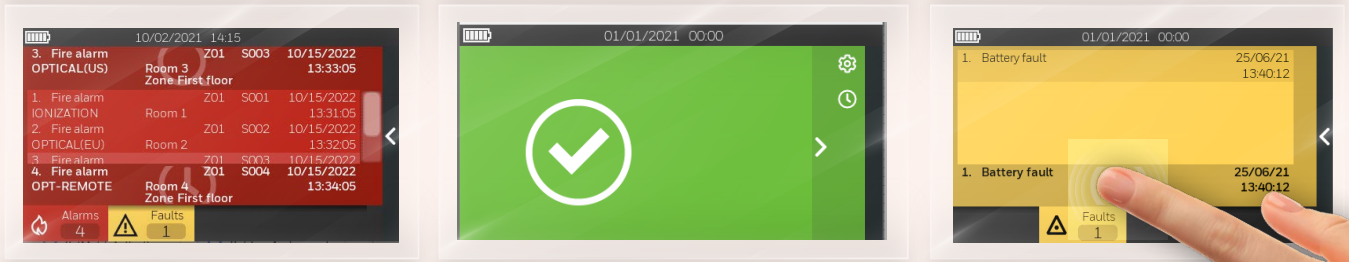 10/02/2021 14:15
3. Fire alarm Z01 S003 10/15/2022
OPTICAL(US) Room 3 13:33:05
Zone First floor
1. Fire alarm Z01 S001 10/15/2022
IONIZATION Room 1 13:31:05
2. Fire alarm Z01 S002 10/15/2022
OPTICAL(EU) Room 2 13:32:05
3. Fire alarm Z01 S003 10/15/2022
4. Fire alarm Z01 S004 10/15/2022
OPT-REMOTE Room 4 13:34:05
Zone First floor
Alarms
4
Faults
1
01/01/2021 00:00
01/01/2021 00:00
1. Battery fault 25/06/21
13:40:12
1. Battery fault 25/06/21
13:40:12
Faults
1